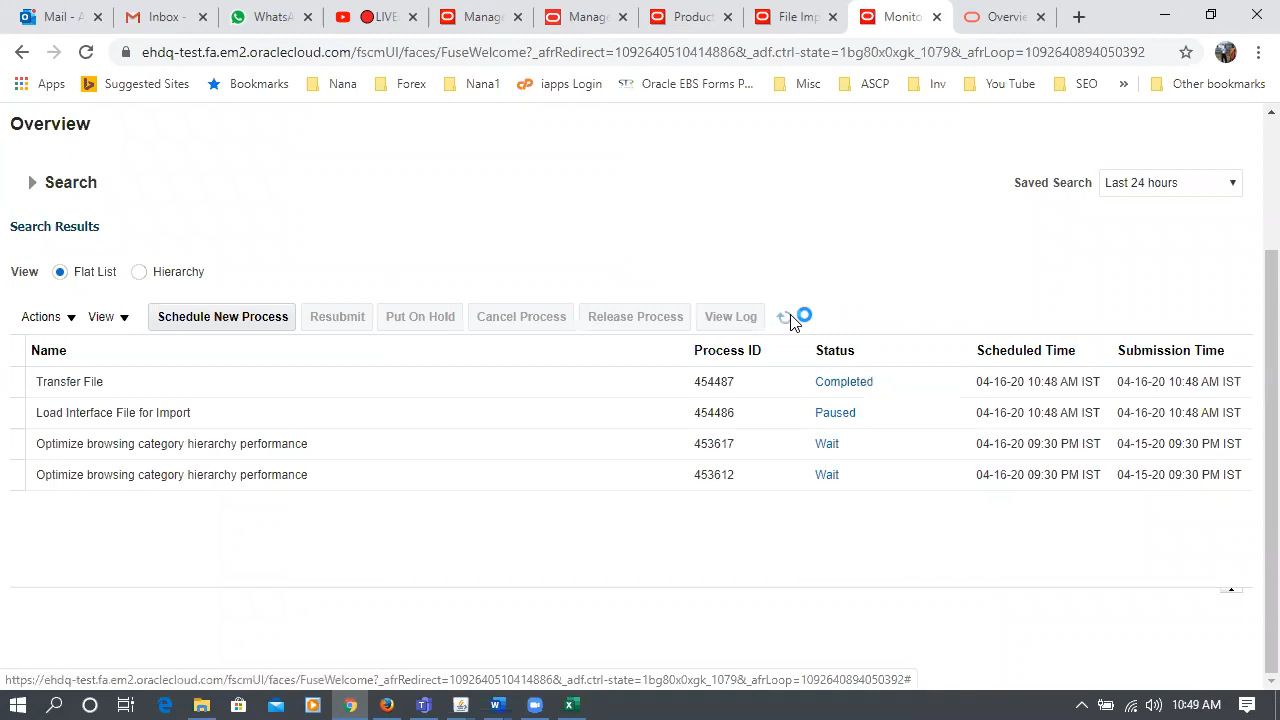 Mail - A
Inbox -
WhatsA
LIVE
Manag
Manage
Product
File Imp
Monito
Overvie
ehdq-test.fa.em2.oraclecloud.com/fscmUI/faces/FuseWelcome?_afrRedirect=109264051041488​6&_adf.ctrl-state=1bg80x0xgk_1079&_afrLoop=1092640894050392
Apps
Suggested Sites
Bookmarks
Nana
Forex
Nana1
iapps Login
Oracle EBS Forms P...
Misc
ASCP
Inv
You Tube
SEO
»
Other bookmarks
Overview
Search
Saved Search Last 24 hours
Search Results
View Flat List Hierarchy
Actions View Schedule New Process Resubmit Put On Hold Cancel Process Release Process View Log
Name Process ID Status Scheduled Time Submission Time
Transfer File 454487 Completed 04-16-20 10:48 AM IST 04-16-20 10:48 AM IST
Load Interface File for Import 454486 Paused 04-16-20 10:48 AM IST 04-16-20 10:48 AM IST
Optimize browsing category hierarchy performance 453617 Wait 04-16-20 09:30 PM IST 04-15-20 09:30 PM IST
Optimize browsing category hierarchy performance 453612 Wait 04-16-20 09:30 PM IST 04-15-20 09:30 PM IST
https://ehdq-test.fa.em2.oraclecloud.com/fscmUI/faces/FuseWelcome?_afrRedirect=1092640510414886&_adf.ctrl-state=1bg80x0xgk_1079&_afrLoop=1092640894050392#
10:49 AM